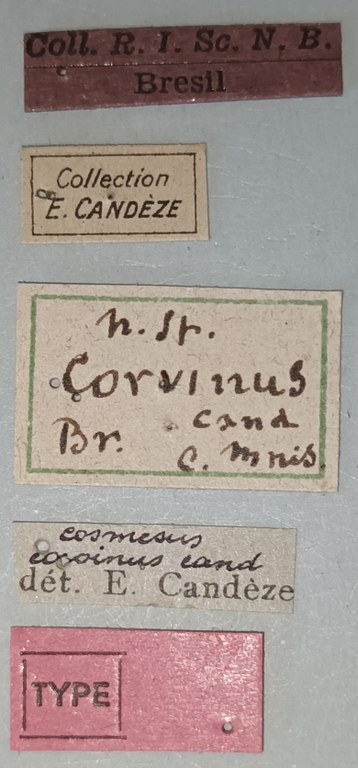 Coll. R. I. Sc. N. B.
Bresil
Collection
E. CANDÈZE
n. sp.
Corvinus
Cand
Br.
C. Mnis.
cosmesus
corvinus cand
dét. E. Candèze
TYPE